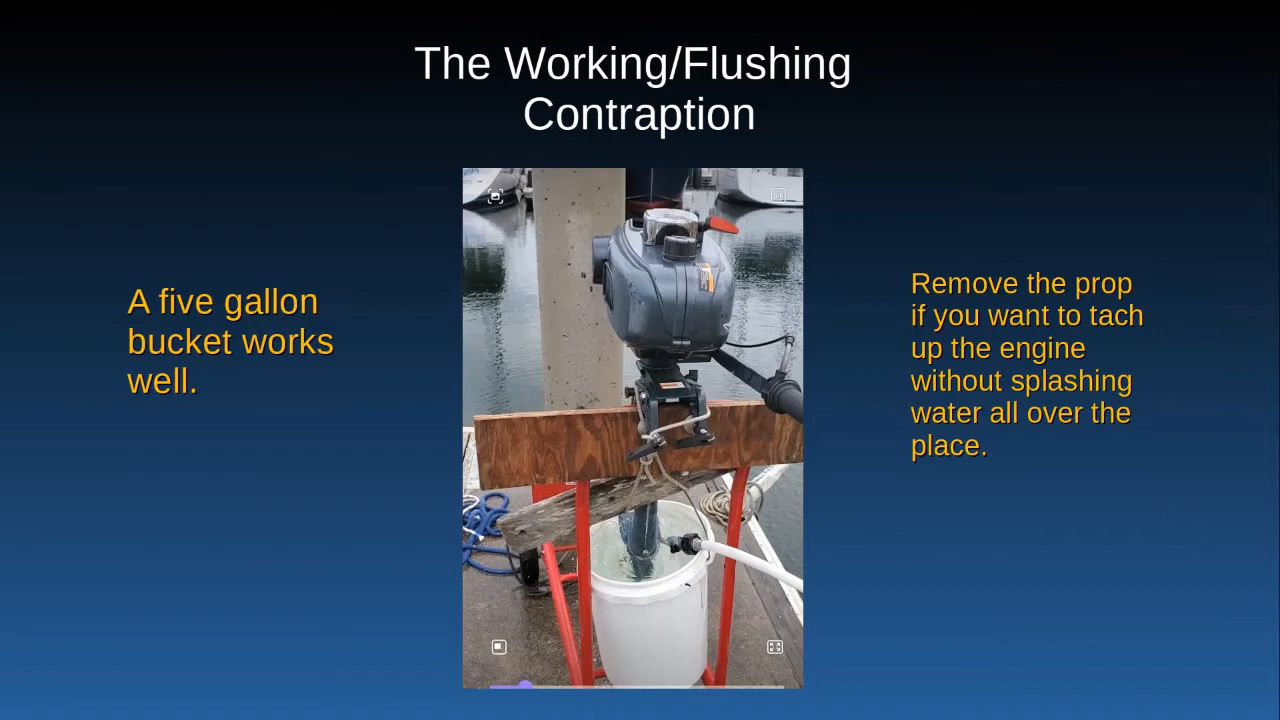 The Working/Flushing
Contraption
A five gallon
bucket works
well.
Remove the prop
if you want to tach
up the engine
without splashing
water all over the
place.